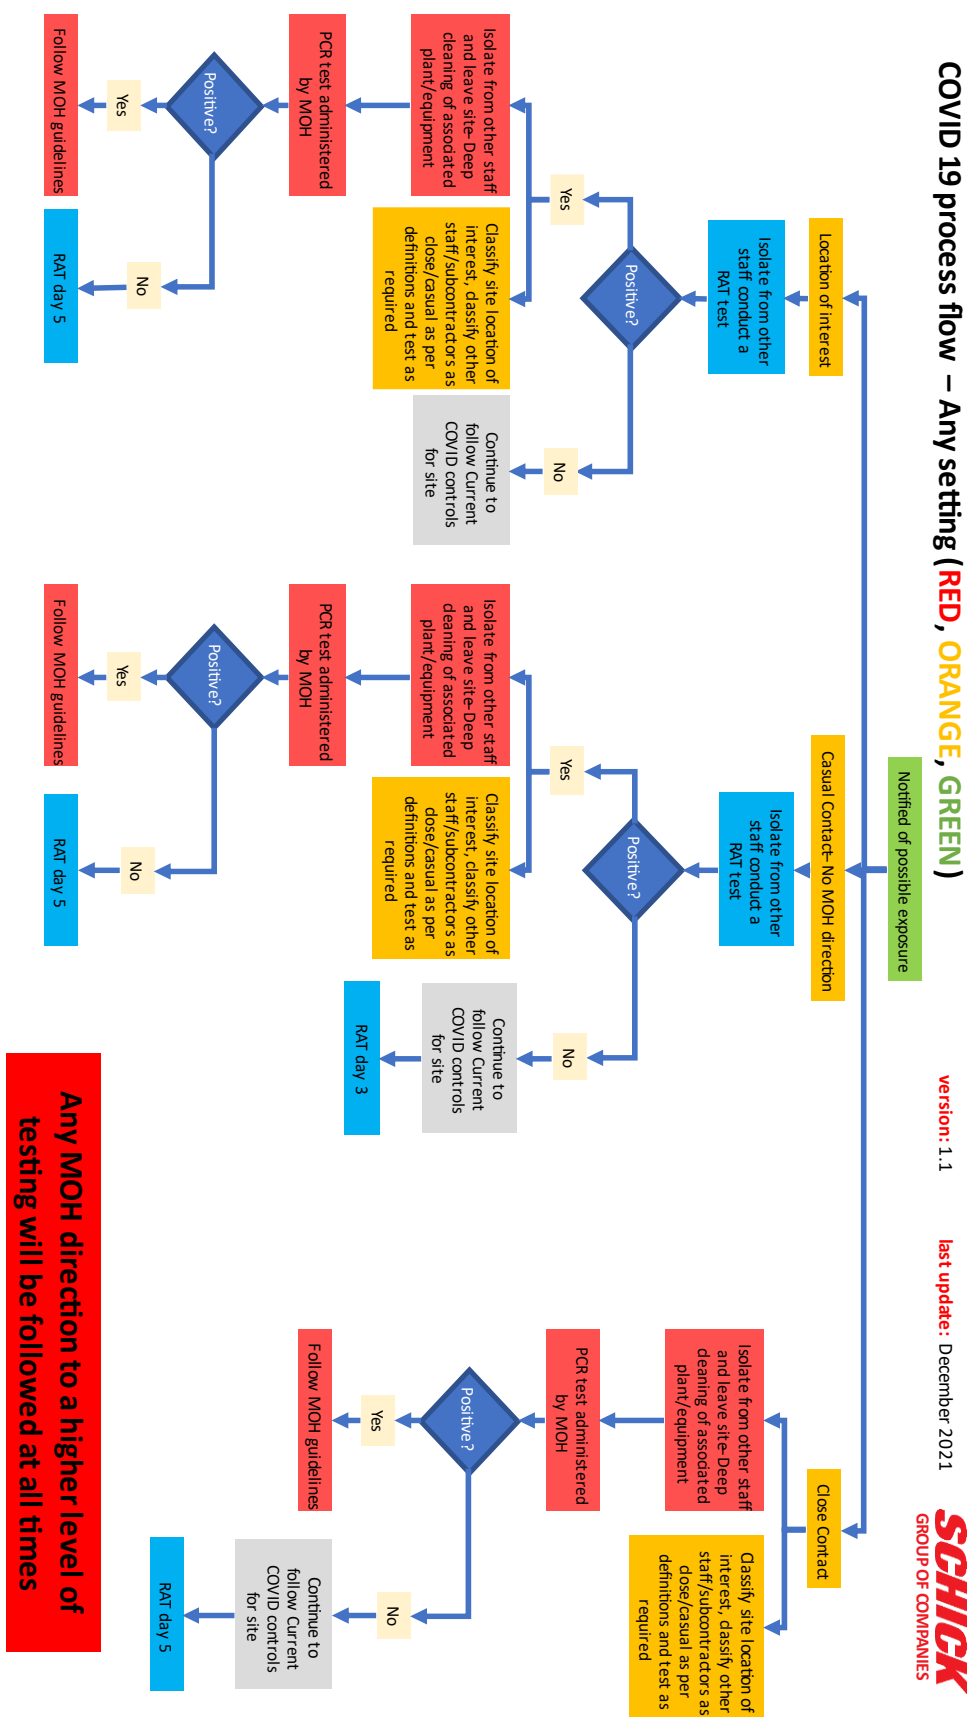 COVID 19 process flow – Any setting (RED, ORANGE, GREEN)
version: 1.1
last update: December 2021
SCHICK
GROUP OF COMPANIES
Notified of possible exposure
Location of interest
Isolate from other
staff conduct a
RAT test
Positive?
Yes
No
Isolate from other staff
and leave site- Deep
cleaning of associated
plant/equipment
Classify site location of
interest, classify other
staff/subcontractors as
close/casual as per
definitions and test as
required
Continue to
follow Current
COVID controls
for site
PCR test administered
by MOH
Positive?
Yes
No
Follow MOH guidelines
RAT day 5
Casual Contact- No MOH direction
Isolate from other
staff conduct a
RAT test
Positive?
Yes
No
Isolate from other staff
and leave site- Deep
cleaning of associated
plant/equipment
Classify site location of
interest, classify other
staff/subcontractors as
close/casual as per
definitions and test as
required
Continue to
follow Current
COVID controls
for site
RAT day 3
PCR test administered
by MOH
Positive?
Yes
No
Follow MOH guidelines
RAT day 5
Close Contact
Isolate from other staff
and leave site- Deep
cleaning of associated
plant/equipment
Classify site location of
interest, classify other
staff/subcontractors as
close/casual as per
definitions and test as
required
PCR test administered
by MOH
Positive?
Yes
No
Follow MOH guidelines
Continue to
follow Current
COVID controls
for site
RAT day 5
Any MOH direction to a higher level of
testing will be followed at all times